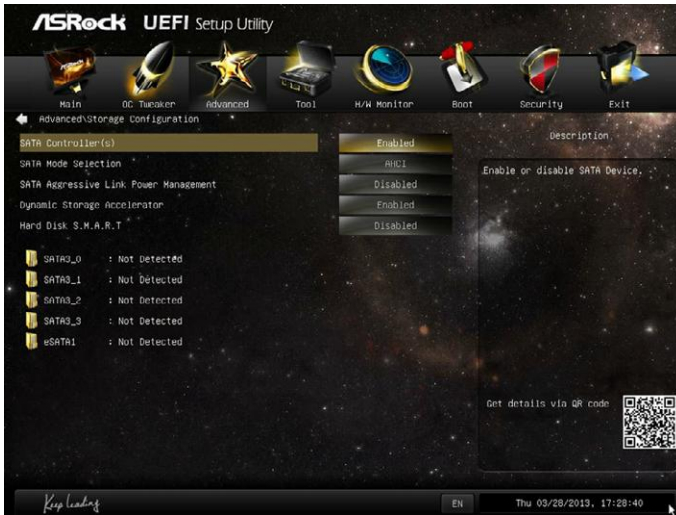 ASRock UEFI Setup Utility
Main OC Tweaker Advanced Tool H/W Monitor Boot Security Exit
Advanced\Storage Configuration
Description
SATA Controller(s) Enabled
SATA Mode Selection AHCI
Enable or disable SATA Device.
SATA Aggressive Link Power Management Disabled
Dynamic Storage Accelerator Enabled
Hard Disk S.M.A.R.T Disabled
SATA3_0 : Not Detected
SATA3_1 : Not Detected
SATA3_2 : Not Detected
SATA3_3 : Not Detected
eSATA1 : Not Detected
Get details via QR code
Keep Leading
EN
Thu 03/28/2013, 17:28:40